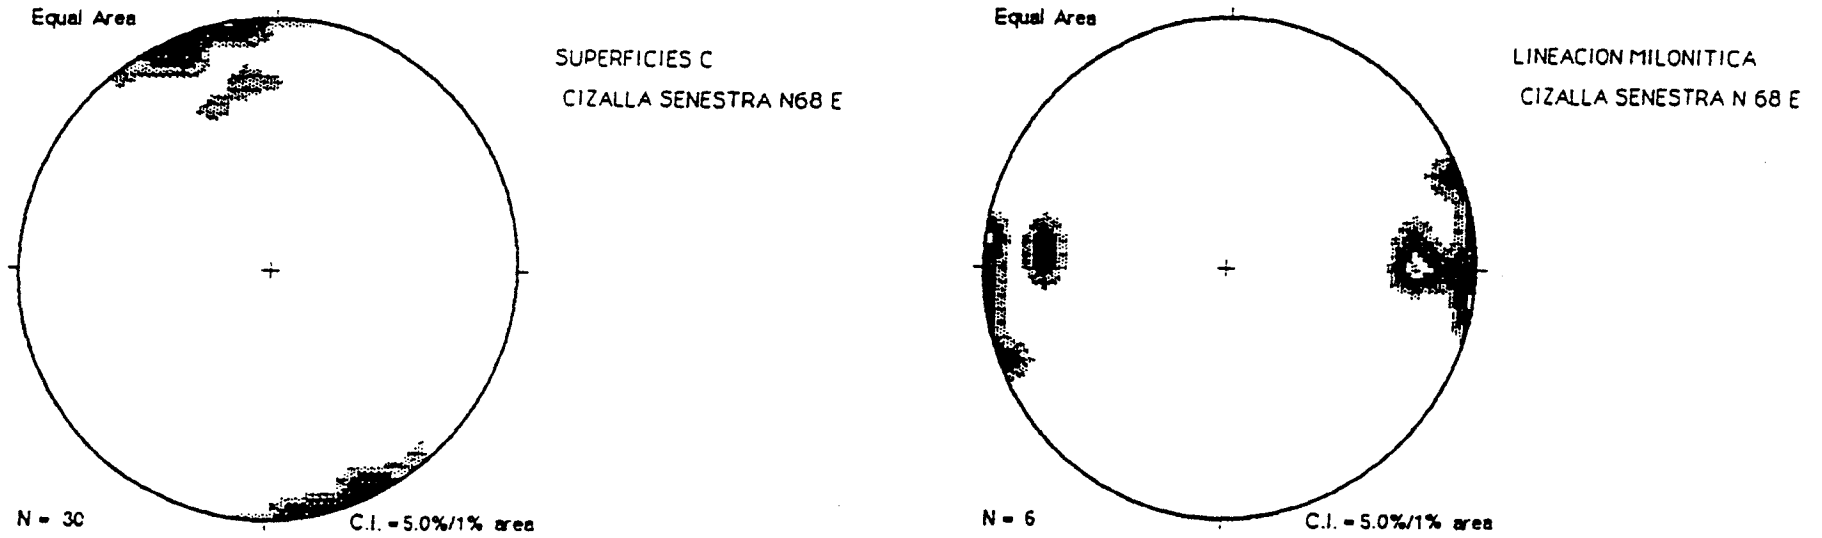 Equal Area
SUPERFICIES C
CIZALLA SENESTRA N68 E
N = 30
C.I. = 5.0%/1% area
Equal Area
LINEACION MILONITICA
CIZALLA SENESTRA N 68 E
N = 6
C.I. = 5.0%/1% area